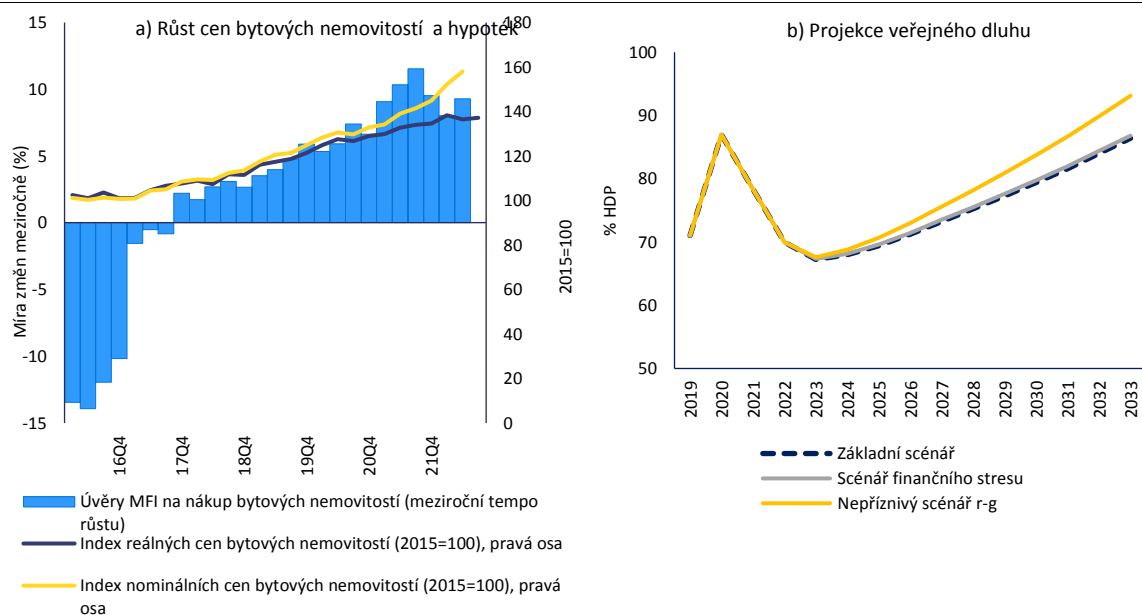 a) Růst cen bytových nemovitostí a hypoték
15
10
5
0
-5
-10
-15
Míra změn meziročně (%)
180
160
140
120
100
80
60
40
20
0
2015=100
16Q4
17Q4
18Q4
19Q4
20Q4
21Q4
Úvěry MFI na nákup bytových nemovitostí (meziroční tempo
růstu)
Index reálných cen bytových nemovitostí (2015=100), pravá osa
Index nominálních cen bytových nemovitostí (2015=100), pravá
osa
b) Projekce veřejného dluhu
100
90
80
70
60
50
% HDP
2019
2020
2021
2022
2023
2024
2025
2026
2027
2028
2029
2030
2031
2032
2033
Základní scénář
Scénář finančního stresu
Nepříznivý scénář r-g